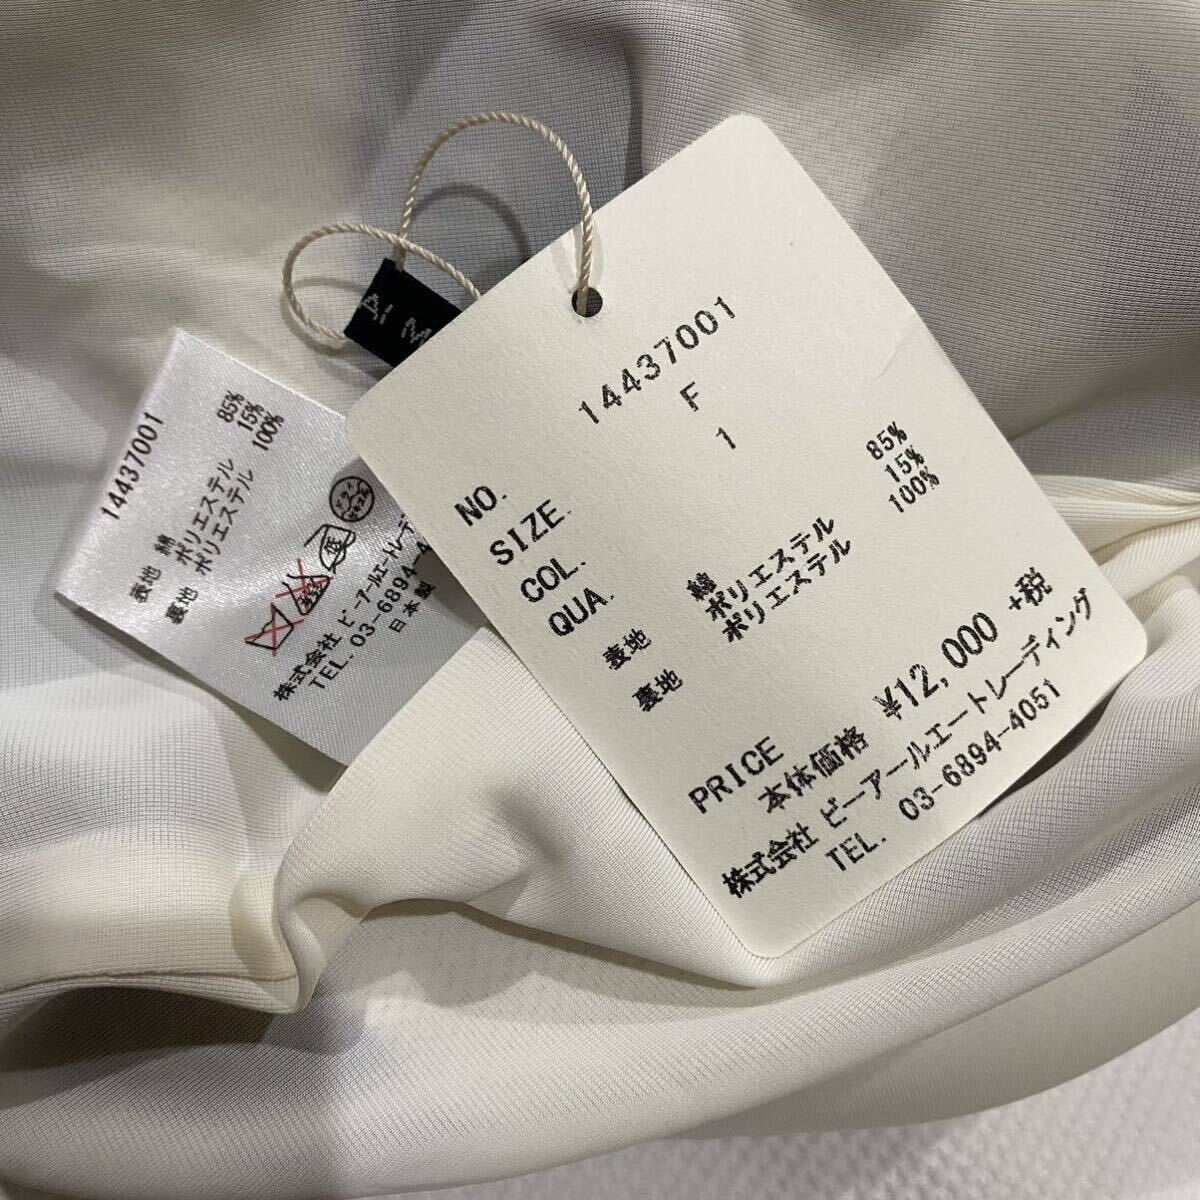 NO. 14437001
SIZE. F
COL. 1
QUA.
表地 綿 85%
ポリエステル 15%
裏地 ポリエステル 100%
PRICE
本体価格 ¥12,000 +税
株式会社 ビーアールエートレーディング
TEL. 03-6894-4051
14437001
表地 綿 85%
ポリエステル 15%
裏地 ポリエステル 100%
ドライ
株式会社 ビーアールエートレーデ
TEL. 03-6894-4
日本製